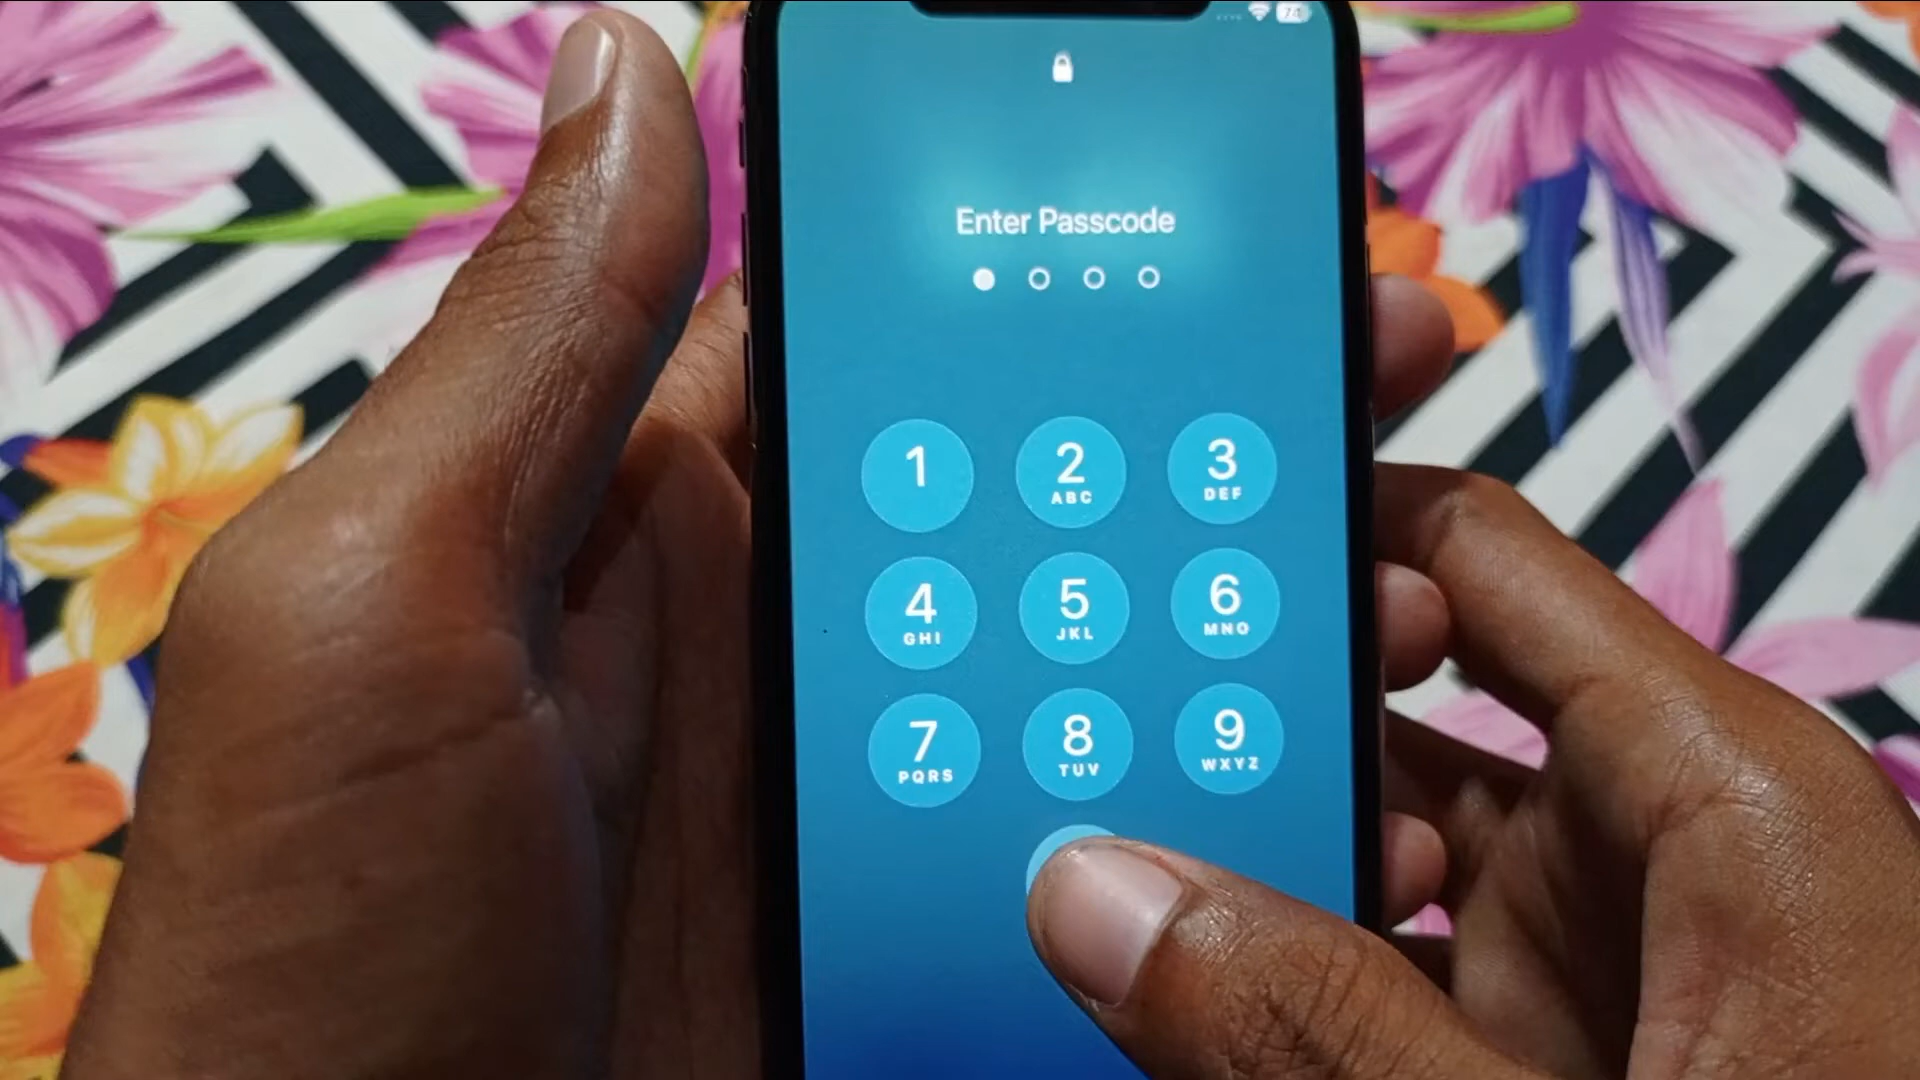 74
Enter Passcode
1 2 3
ABC DEF
4 5 6
GHI JKL MNO
7 8 9
PQRS TUV WXYZ